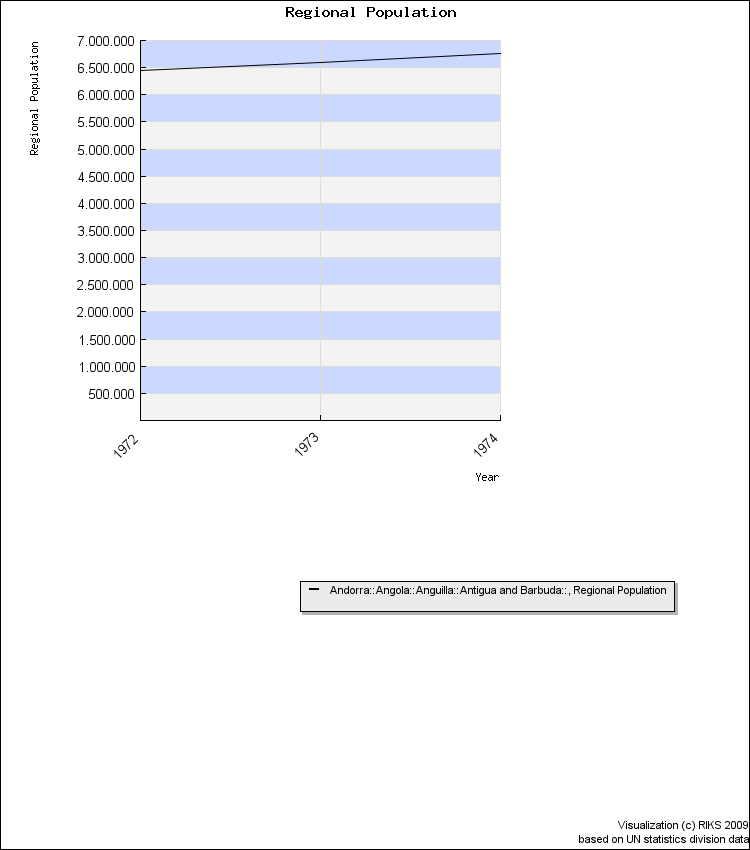 Regional Population
Regional Population
7.000.000
6.500.000
6.000.000
5.500.000
5.000.000
4.500.000
4.000.000
3.500.000
3.000.000
2.500.000
2.000.000
1.500.000
1.000.000
500.000
1972
1973
1974
Year
Andorra::Angola::Anguilla::Antigua and Barbuda::, Regional Population
Visualization (c) RIKS 2009
based on UN statistics division data